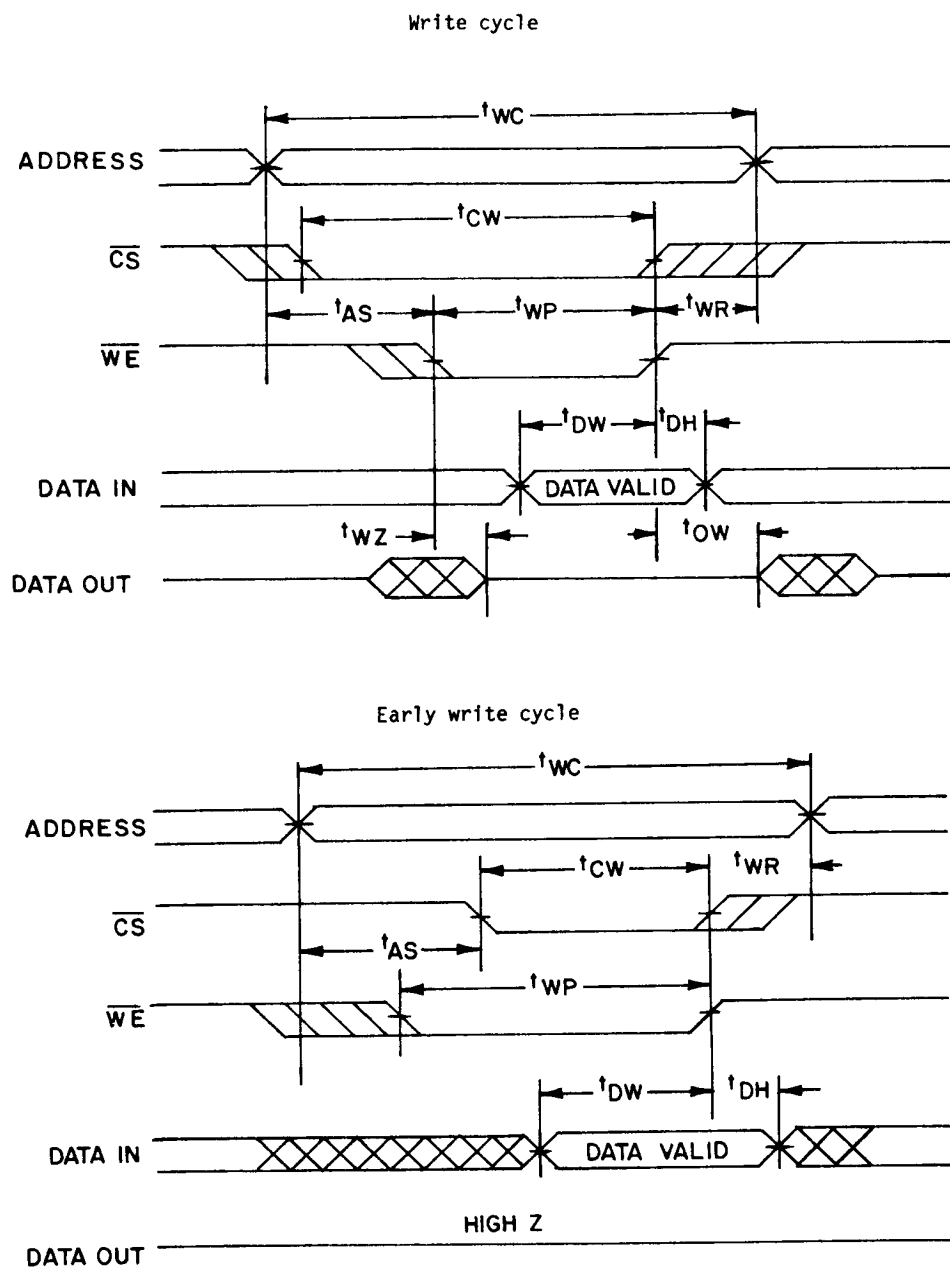 Write cycle
tWC
ADDRESS
tCW
CS
tAS
tWP
tWR
WE
tDW
tDH
DATA IN
DATA VALID
tWZ
tOW
DATA OUT
Early write cycle
tWC
ADDRESS
tCW
tWR
CS
tAS
tWP
WE
tDW
tDH
DATA IN
DATA VALID
HIGH Z
DATA OUT